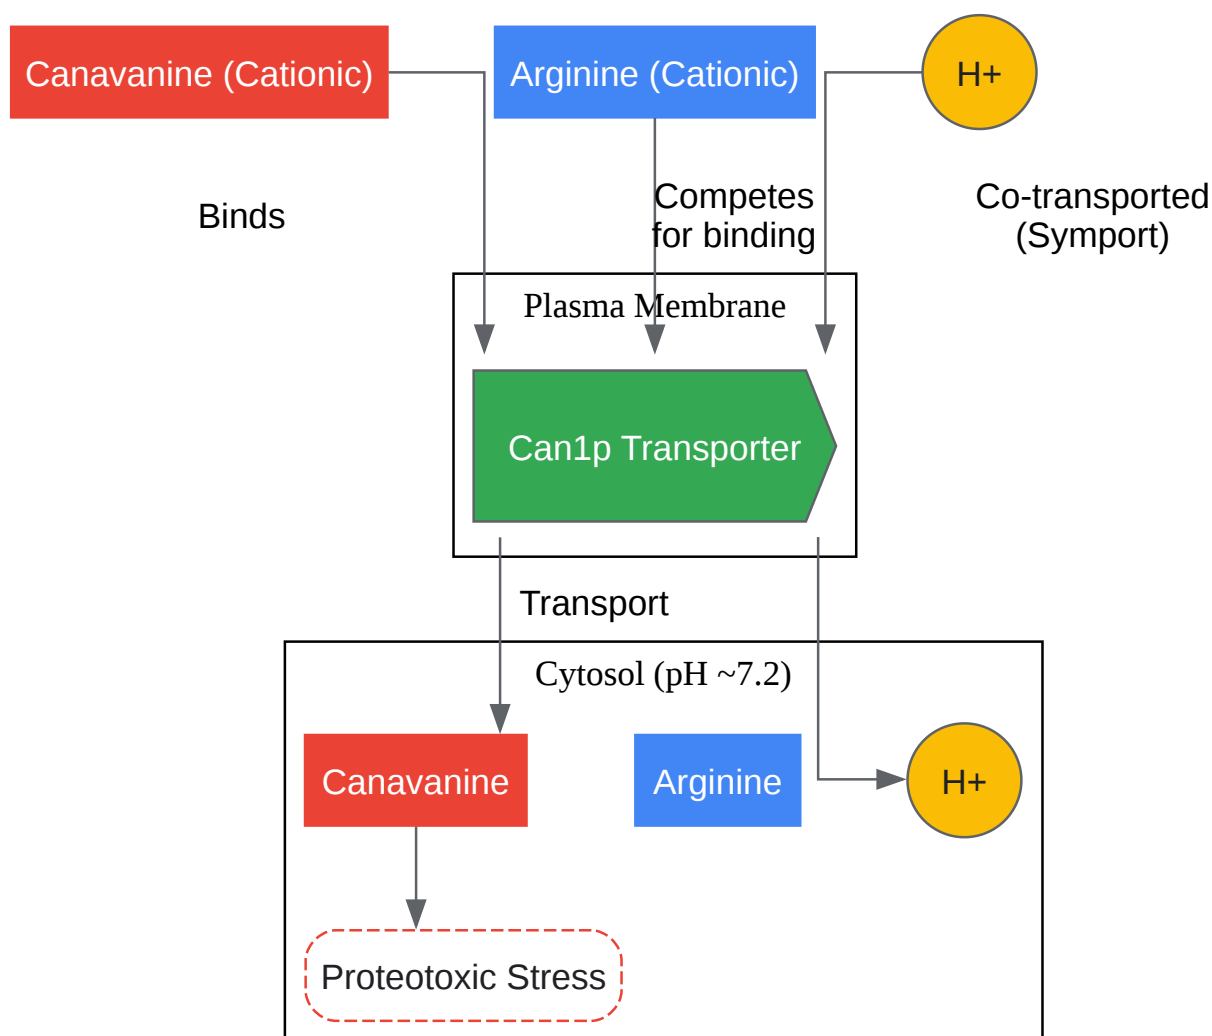 Canavanine (Cationic)
Arginine (Cationic)
H+
Binds
Competes
for binding
Co-transported
(Symport)
Plasma Membrane
Can1p Transporter
Transport
Cytosol (pH ~7.2)
Canavanine
Arginine
H+
Proteotoxic Stress